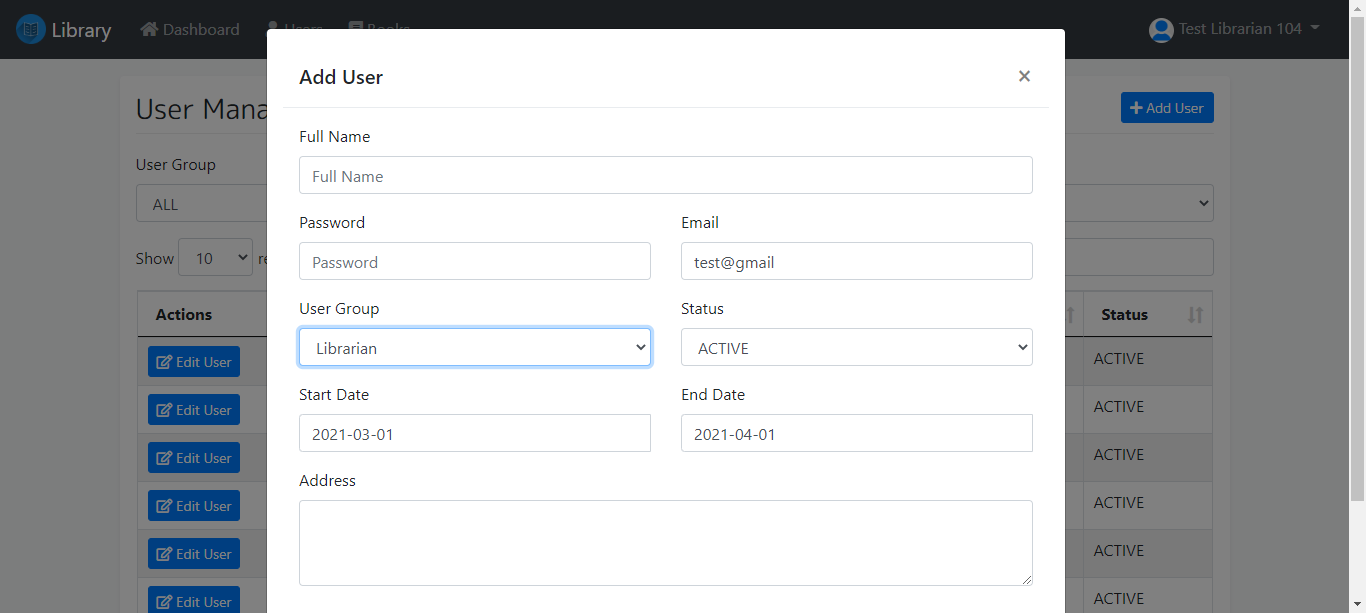 Library Dashboard Users Books Test Librarian 104
Add User ×
User Mana Add User
Full Name
User Group
Full Name
ALL
Password Email
Show 10 re
Password test@gmail
User Group Status
Actions Status
Librarian ACTIVE
Edit User ACTIVE
Start Date End Date
Edit User ACTIVE
2021-03-01 2021-04-01
Edit User ACTIVE
Address
Edit User ACTIVE
Edit User ACTIVE
Edit User ACTIVE